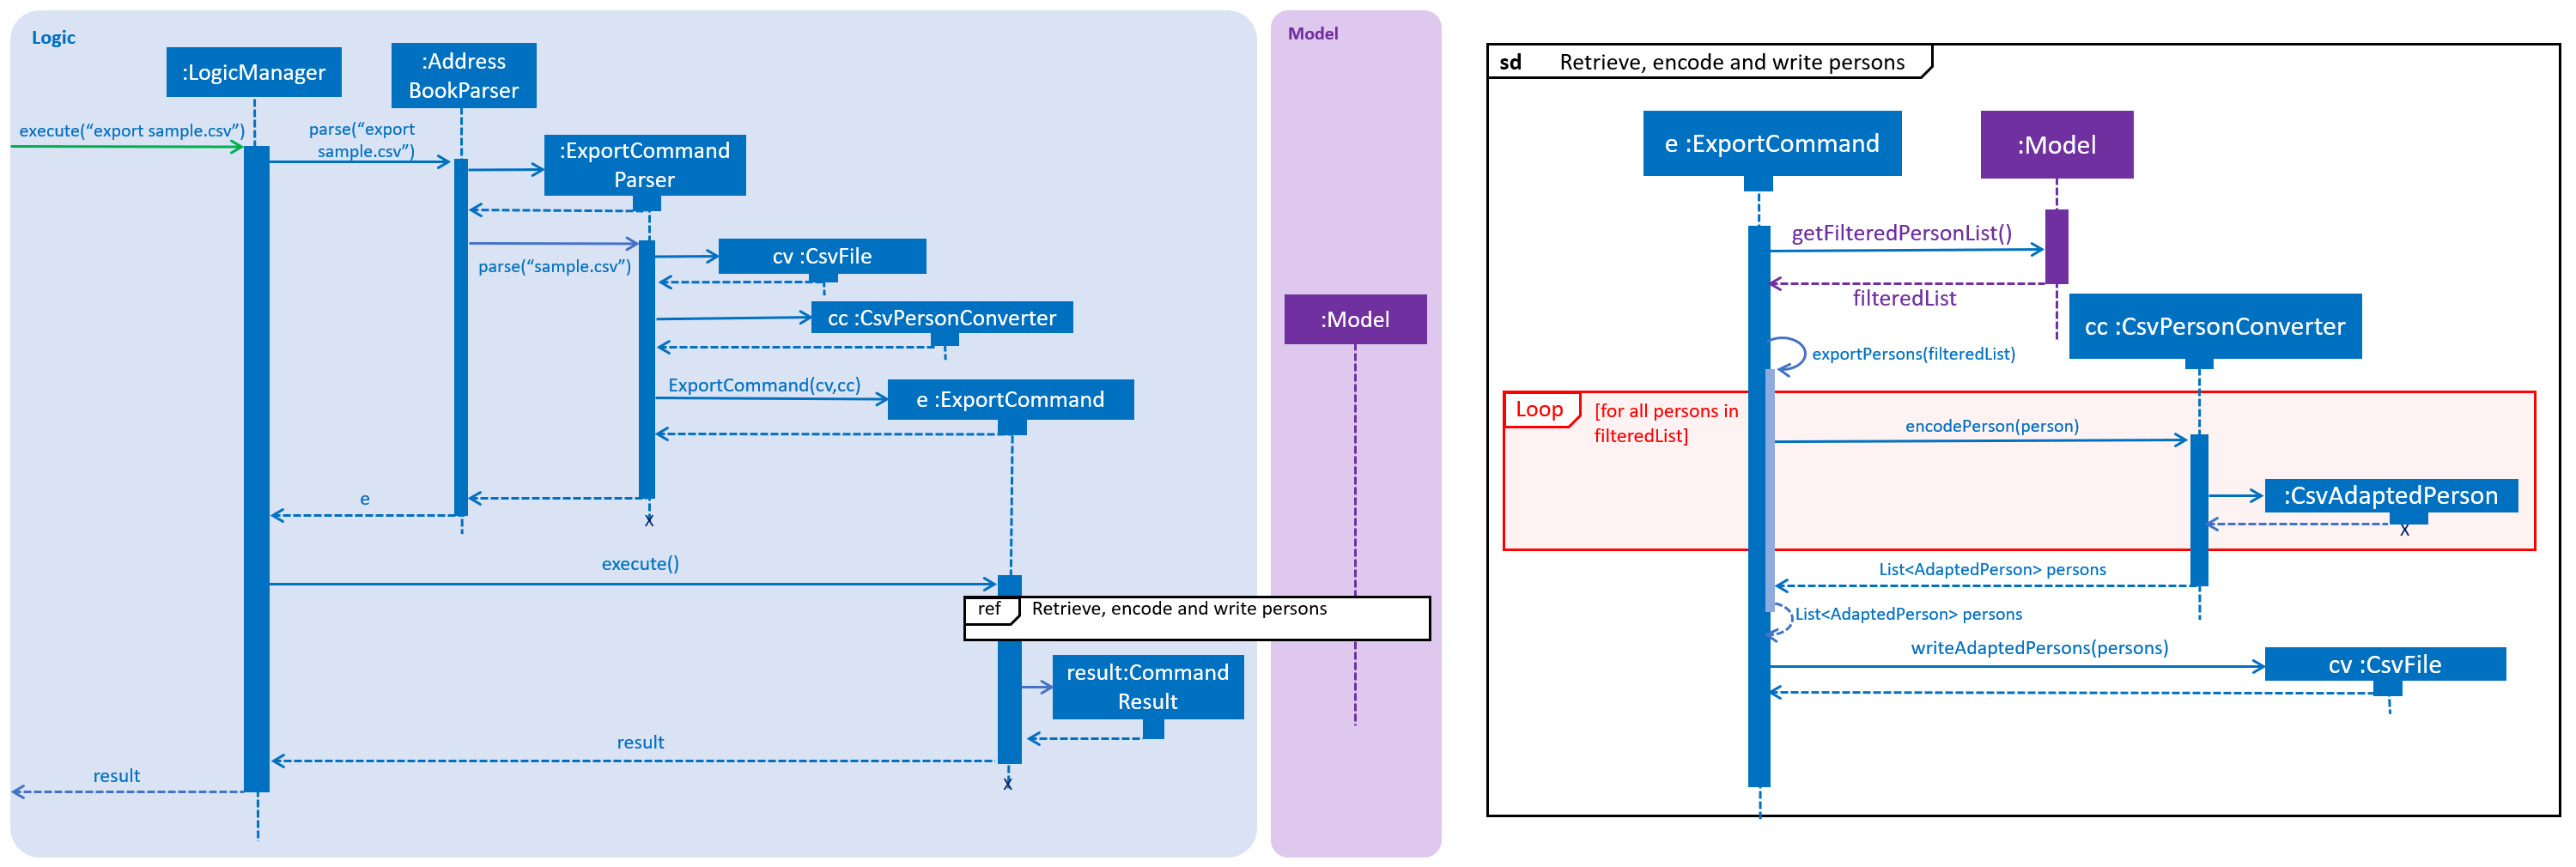 Logic
:LogicManager
:Address
BookParser
execute(“export sample.csv”)
parse(“export
sample.csv”)
:ExportCommand
Parser
parse(“sample.csv”)
cv :CsvFile
cc :CsvPersonConverter
ExportCommand(cv,cc)
e :ExportCommand
e
X
execute()
ref
Retrieve, encode and write persons
result:Command
Result
result
X
result
Model
:Model
sd
Retrieve, encode and write persons
e :ExportCommand
:Model
getFilteredPersonList()
filteredList
cc :CsvPersonConverter
exportPersons(filteredList)
Loop
[for all persons in
filteredList]
encodePerson(person)
:CsvAdaptedPerson
X
List<AdaptedPerson> persons
List<AdaptedPerson> persons
writeAdaptedPersons(persons)
cv :CsvFile